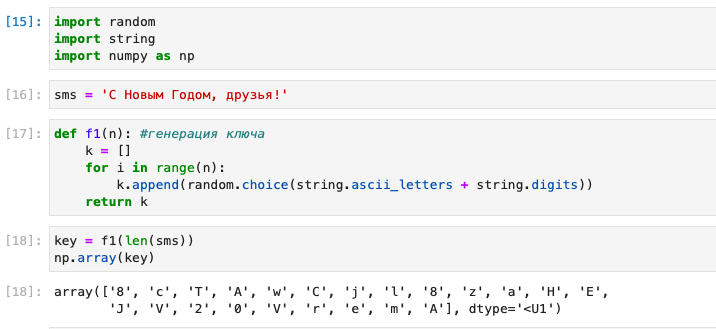 [15]: import random
import string
import numpy as np
[16]: sms = 'С Новым Годом, друзья!'
[17]: def f1(n): #генерация ключа
    k = []
    for i in range(n):
        k.append(random.choice(string.ascii_letters + string.digits))
    return k
[18]: key = f1(len(sms))
np.array(key)
[18]: array(['8', 'c', 'T', 'A', 'w', 'C', 'j', 'l', '8', 'z', 'a', 'H', 'E',
       'J', 'V', '2', '0', 'V', 'r', 'e', 'm', 'A'], dtype='<U1')